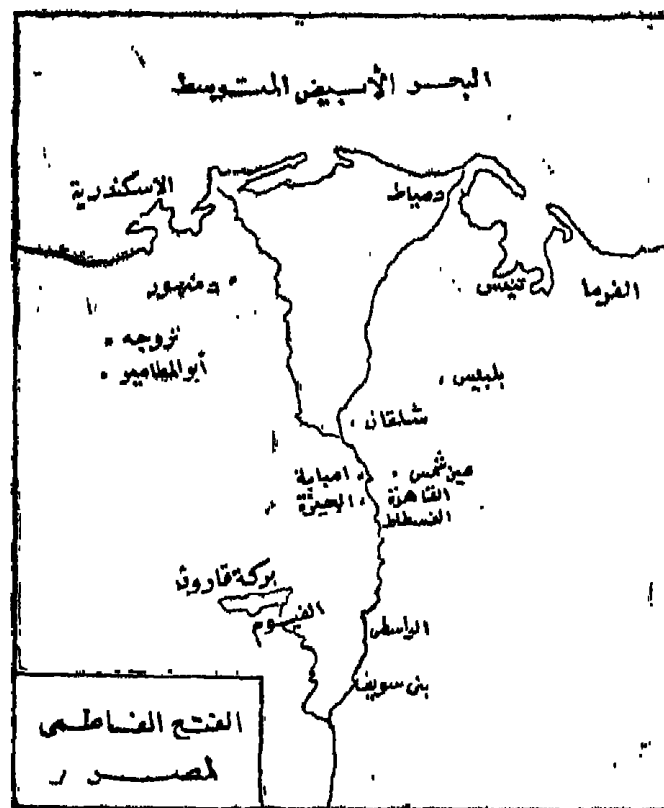 البحر الأبيض المتوسط
الأسكندرية
دمياط
دمنهور
تنيس
الفرما
تروجه
أبو المطامير
بلبيس
شلقان
امبابة
عين شمس
الجيزة
القاهرة
الفسطاط
بركة قارون
الفيوم
الواسطى
بنى سويف
الفتح الفاطمى
لمصر